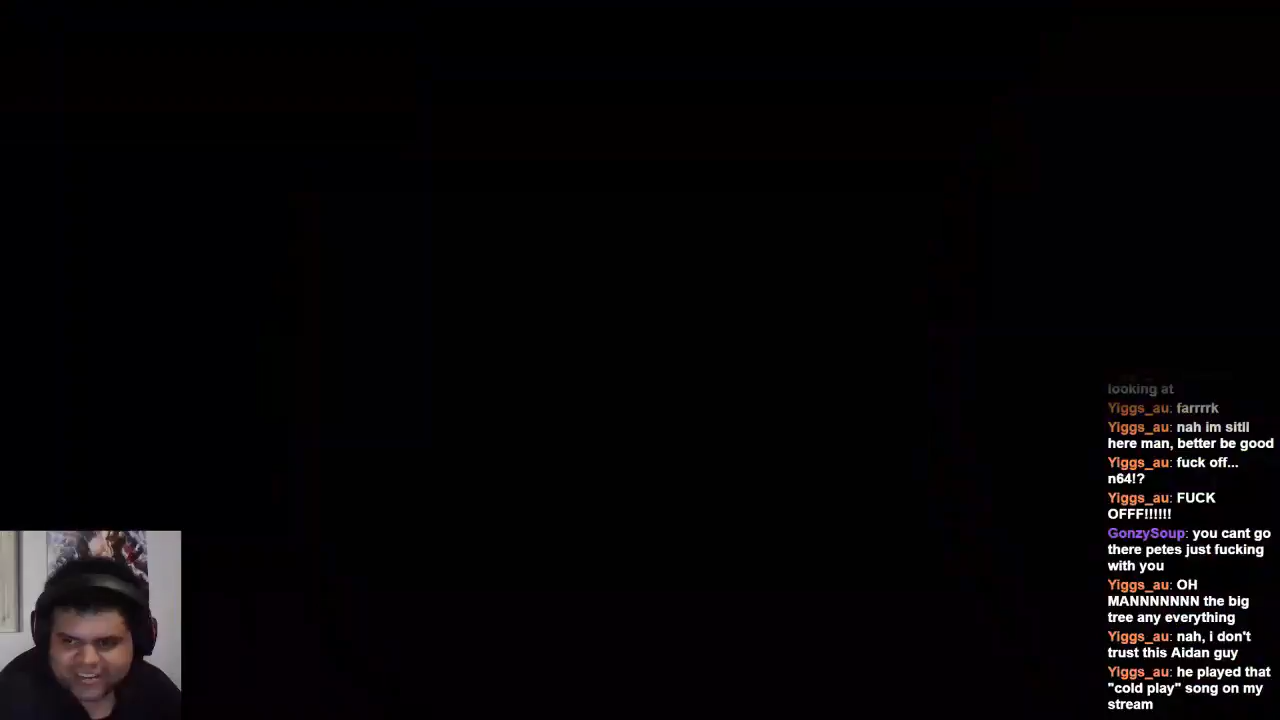 looking at
Yiggs_au: farrrrk
Yiggs_au: nah im sitll
here man, better be good
Yiggs_au: fuck off...
n64!?
Yiggs_au: FUCK
OFFF!!!!!!
GonzySoup: you cant go
there petes just fucking
with you
Yiggs_au: OH
MANNNNNNN the big
tree any everything
Yiggs_au: nah, i don't
trust this Aidan guy
Yiggs_au: he played that
"cold play" song on my
stream